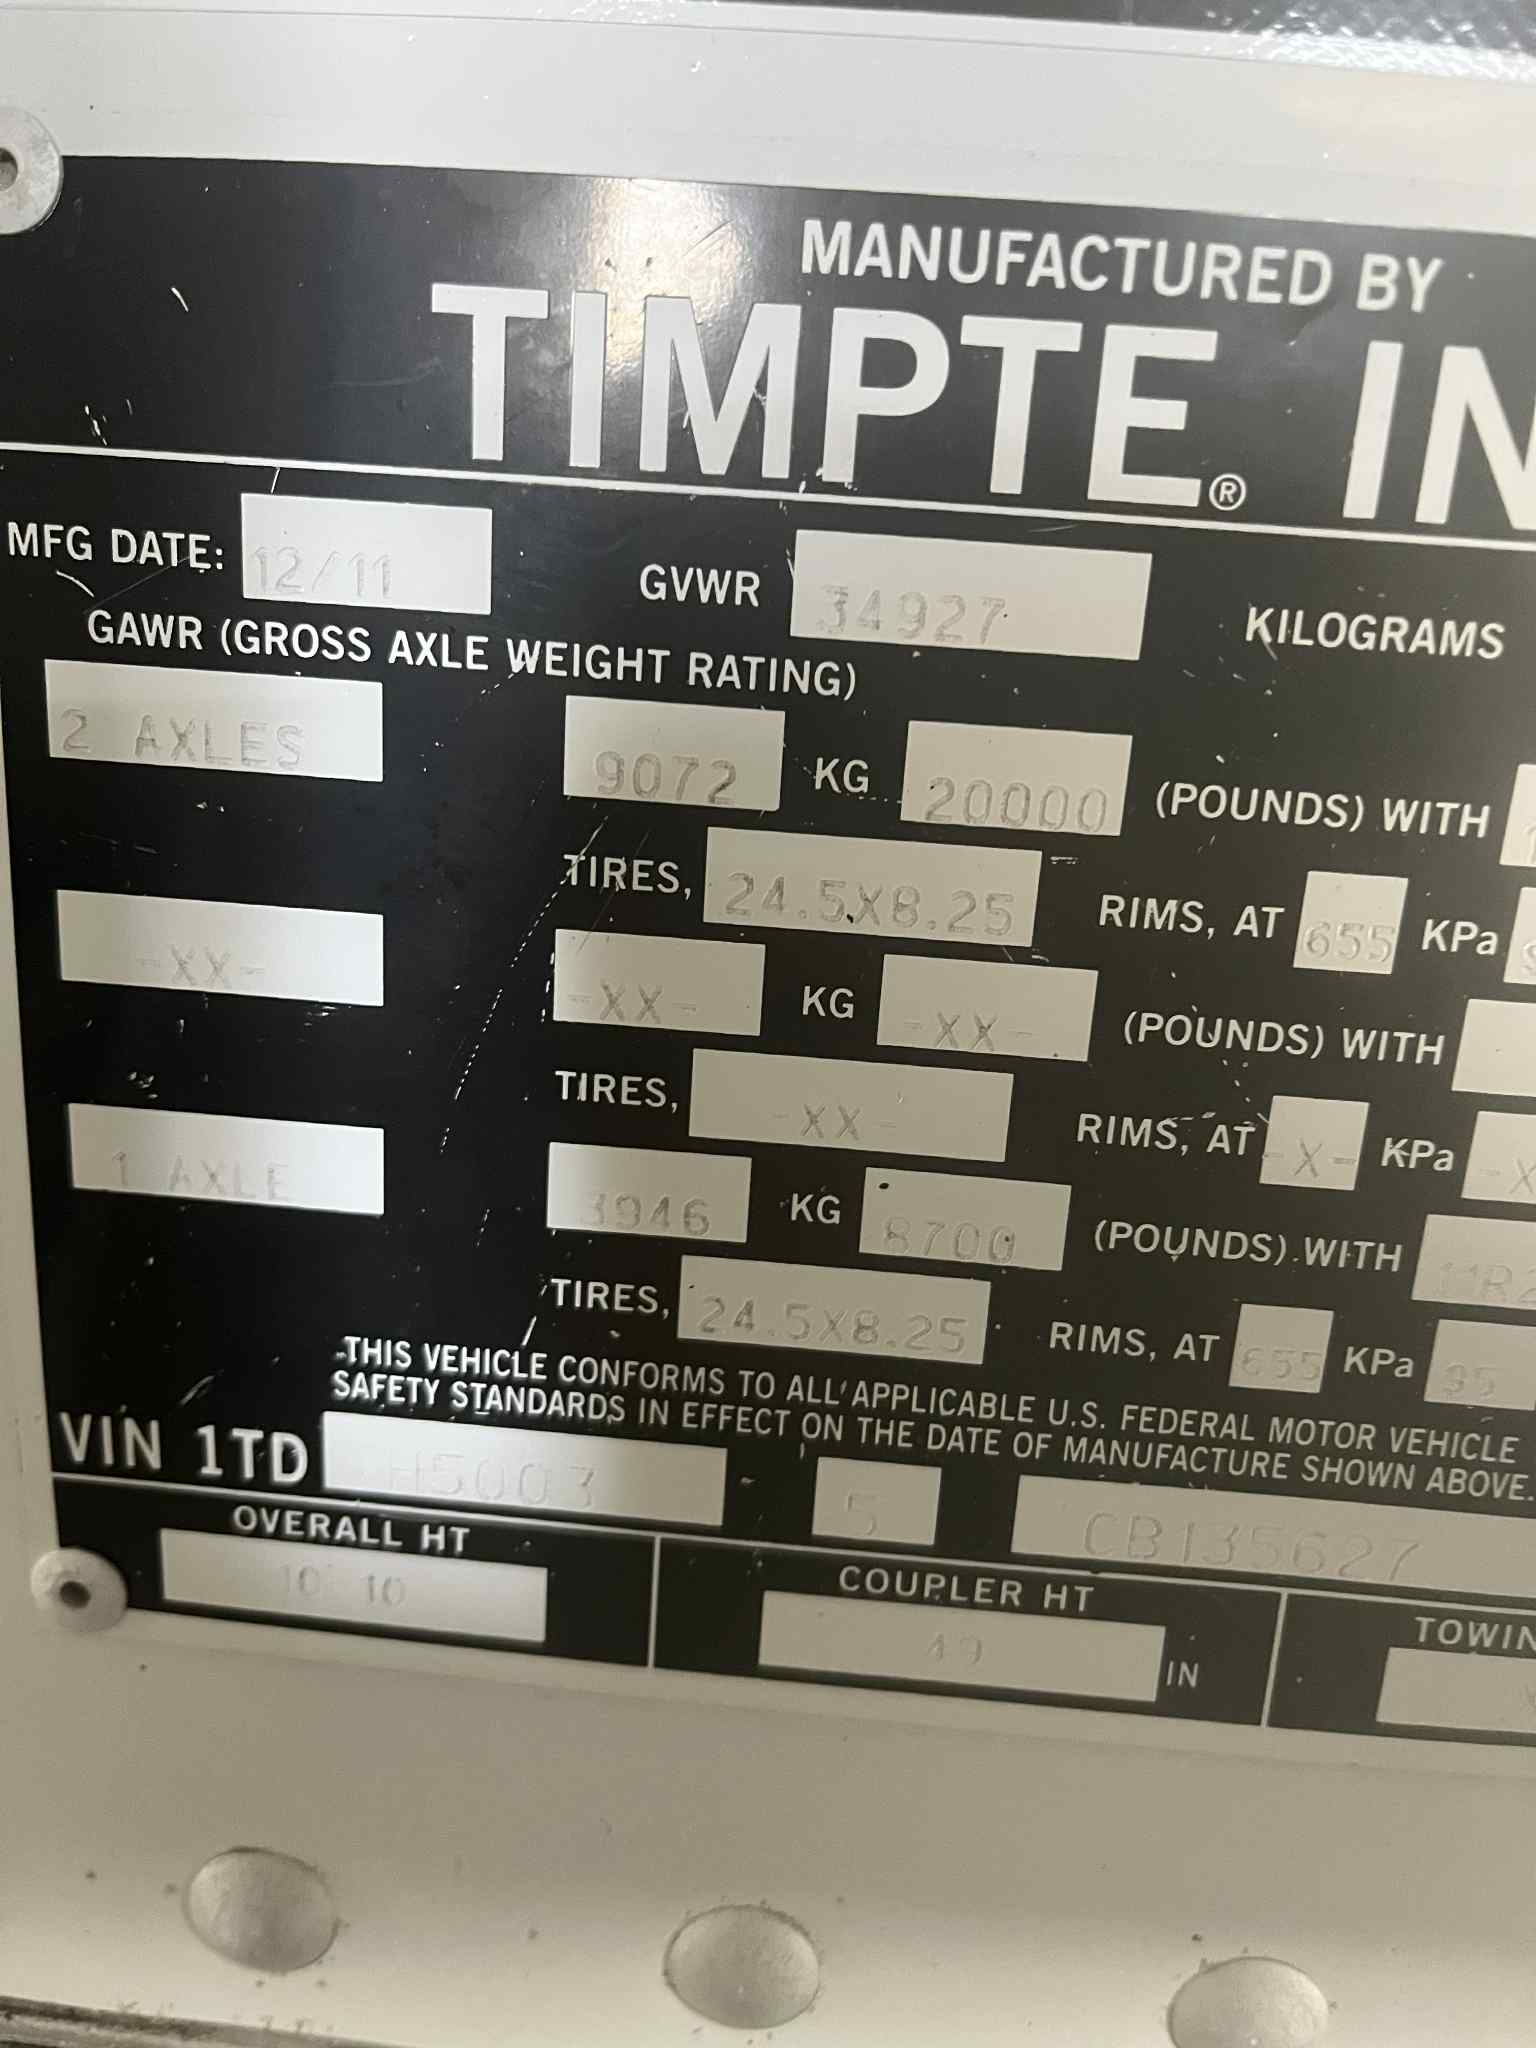 MANUFACTURED BY
TIMPTE® IN
MFG DATE: 12/11 GVWR 34927 KILOGRAMS
GAWR (GROSS AXLE WEIGHT RATING)
2 AXLES 9072 KG 20000 (POUNDS) WITH
TIRES, 24.5X8.25 RIMS, AT 655 KPa
-XX- -XX- KG -XX- (POUNDS) WITH
TIRES, -XX- RIMS, AT -X- KPa -X
1 AXLE 3946 KG 8700 (POUNDS) WITH 11R2
TIRES, 24.5X8.25 RIMS, AT 655 KPa 95
THIS VEHICLE CONFORMS TO ALL APPLICABLE U.S. FEDERAL MOTOR VEHICLE
SAFETY STANDARDS IN EFFECT ON THE DATE OF MANUFACTURE SHOWN ABOVE.
VIN 1TD H5003 5 CB135627
OVERALL HT COUPLER HT TOWIN
10 10 49 IN